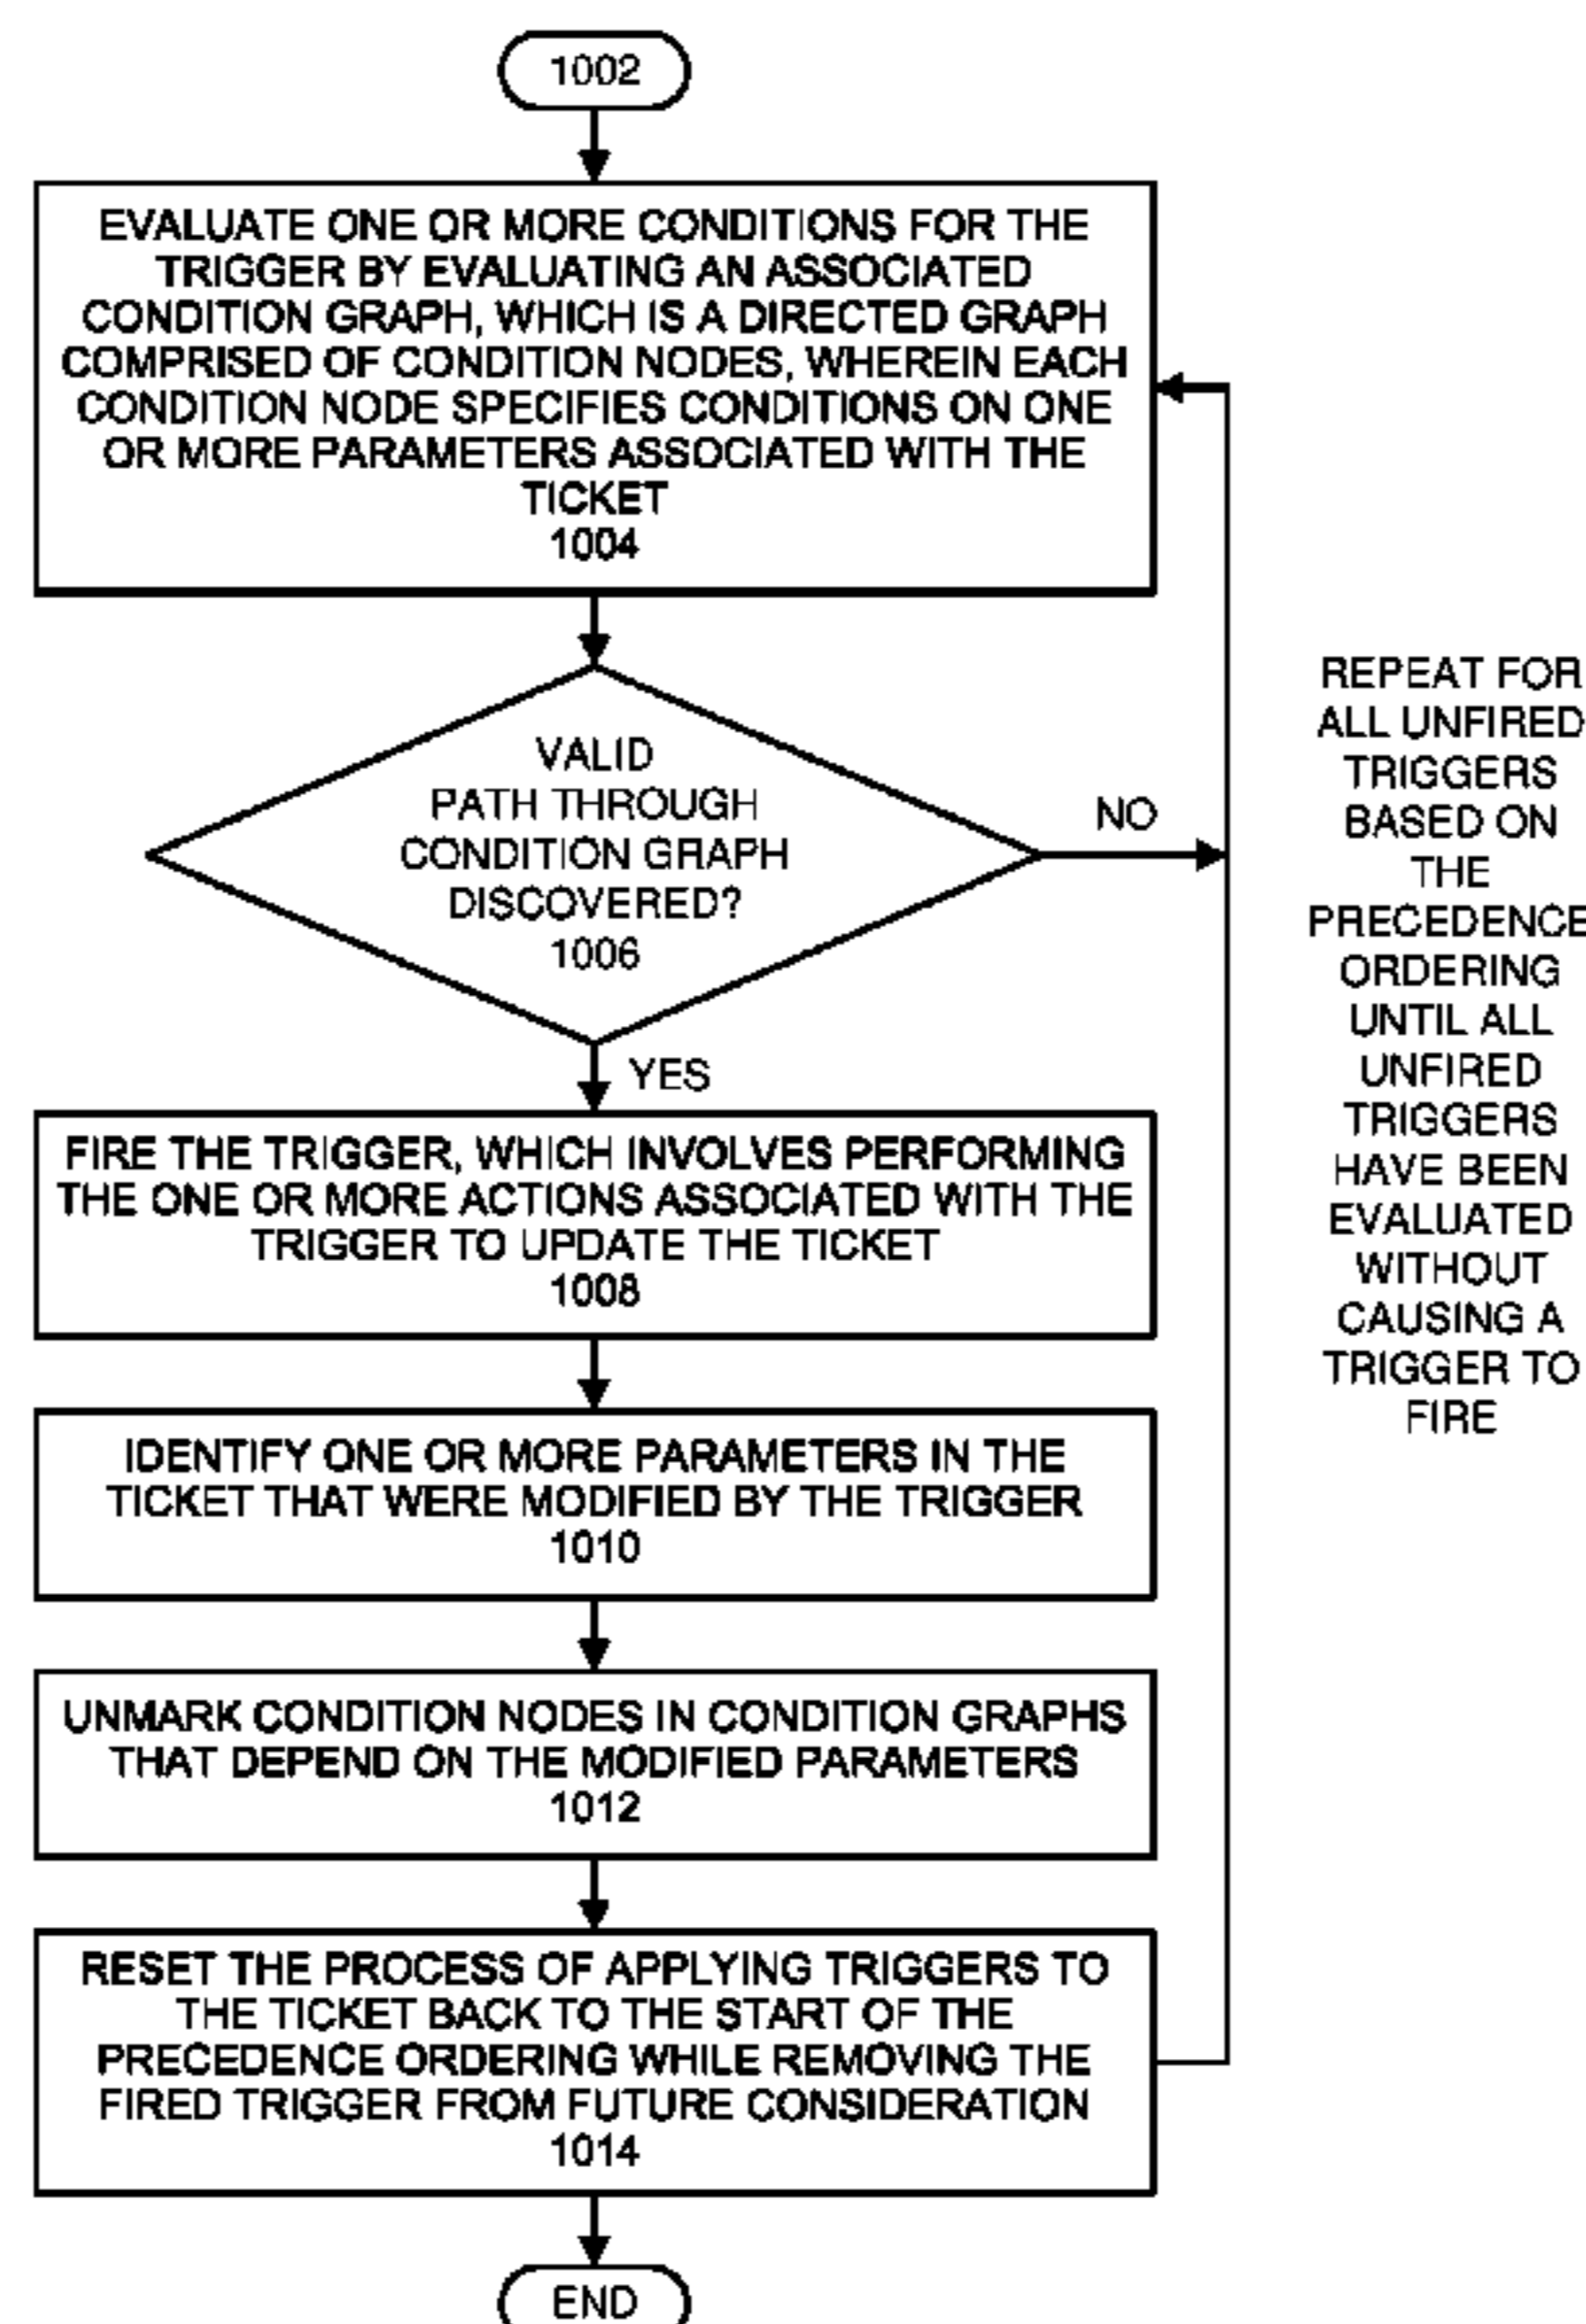 1002
EVALUATE ONE OR MORE CONDITIONS FOR THE
TRIGGER BY EVALUATING AN ASSOCIATED
CONDITION GRAPH, WHICH IS A DIRECTED GRAPH
COMPRISED OF CONDITION NODES, WHEREIN EACH
CONDITION NODE SPECIFIES CONDITIONS ON ONE
OR MORE PARAMETERS ASSOCIATED WITH THE
TICKET
1004
VALID
PATH THROUGH
CONDITION GRAPH
DISCOVERED?
1006
NO
YES
FIRE THE TRIGGER, WHICH INVOLVES PERFORMING
THE ONE OR MORE ACTIONS ASSOCIATED WITH THE
TRIGGER TO UPDATE THE TICKET
1008
IDENTIFY ONE OR MORE PARAMETERS IN THE
TICKET THAT WERE MODIFIED BY THE TRIGGER
1010
UNMARK CONDITION NODES IN CONDITION GRAPHS
THAT DEPEND ON THE MODIFIED PARAMETERS
1012
RESET THE PROCESS OF APPLYING TRIGGERS TO
THE TICKET BACK TO THE START OF THE
PRECEDENCE ORDERING WHILE REMOVING THE
FIRED TRIGGER FROM FUTURE CONSIDERATION
1014
END
REPEAT FOR
ALL UNFIRED
TRIGGERS
BASED ON
THE
PRECEDENCE
ORDERING
UNTIL ALL
UNFIRED
TRIGGERS
HAVE BEEN
EVALUATED
WITHOUT
CAUSING A
TRIGGER TO
FIRE